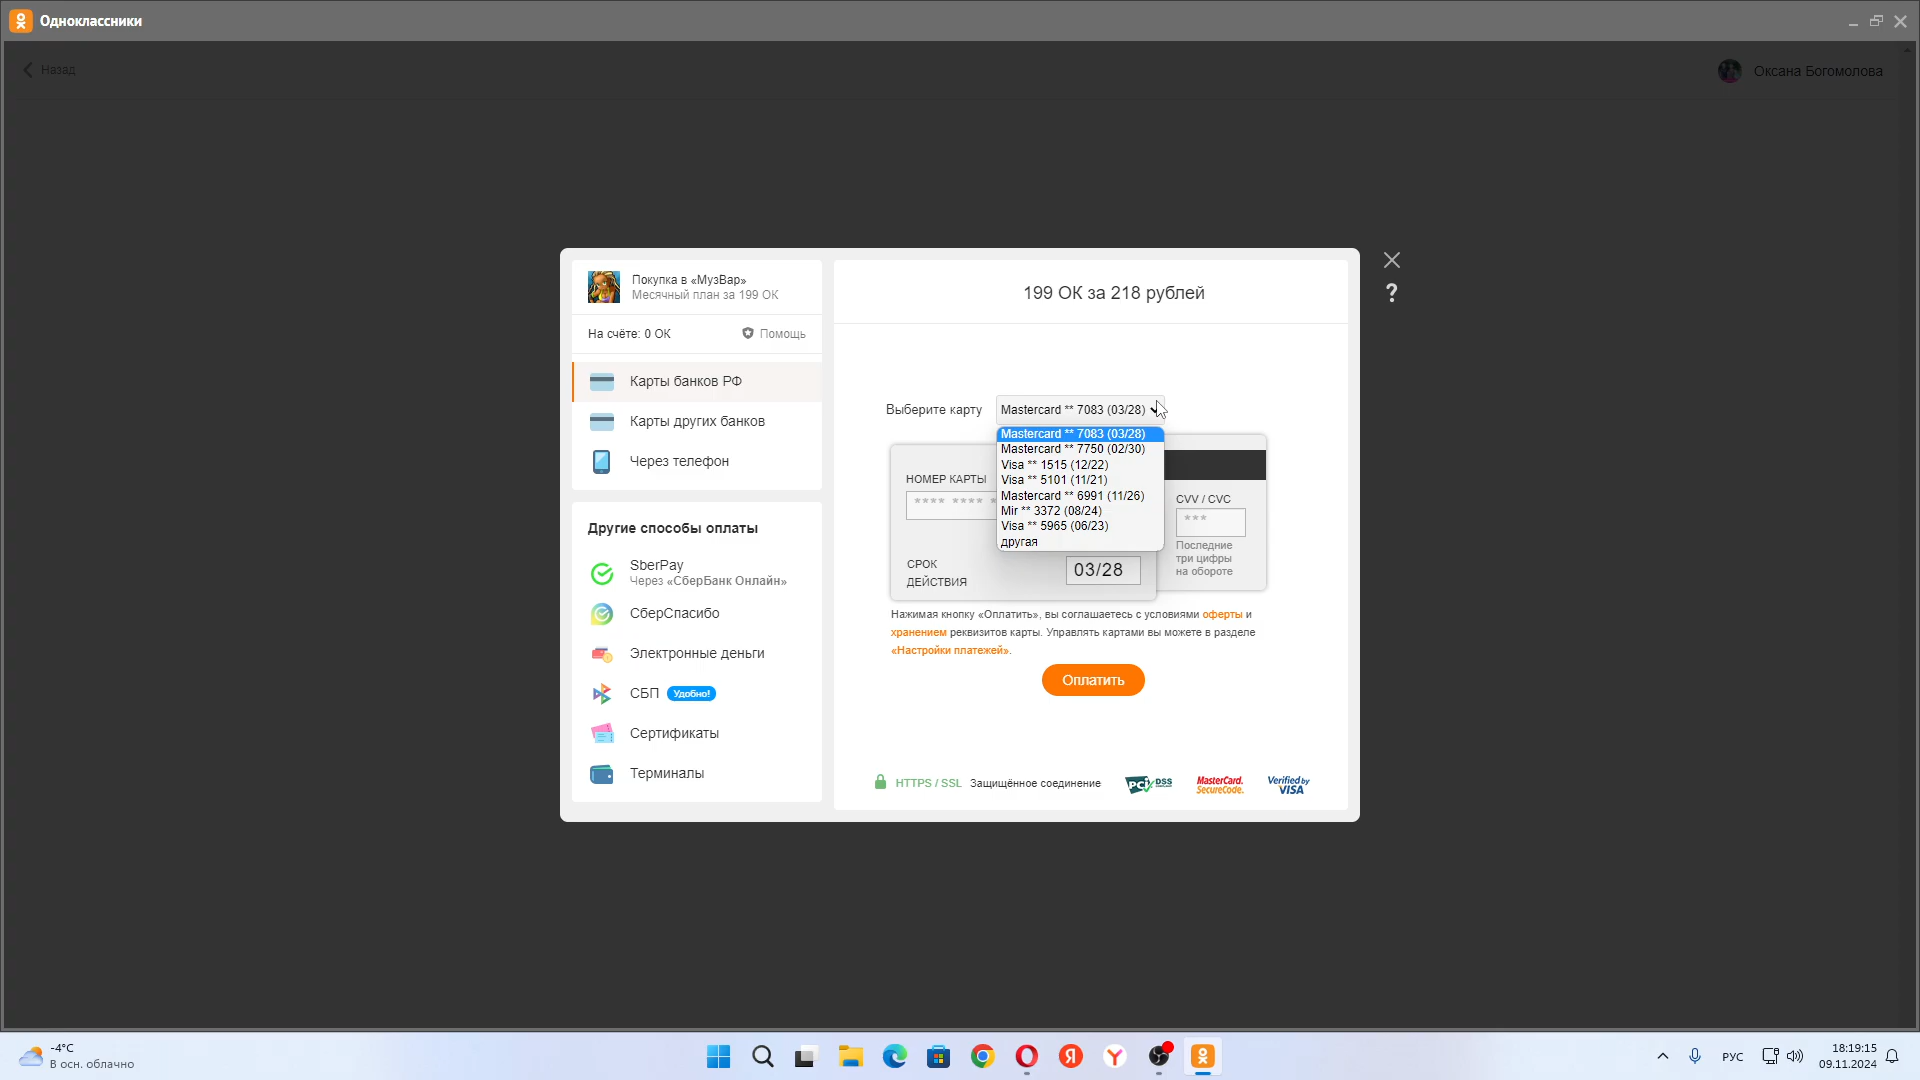 Одноклассники
Назад
Оксана Богомолова
Покупка в «МузВар»
Месячный план за 199 ОК
На счёте: 0 ОК
Помощь
Карты банков РФ
Карты других банков
Через телефон
Другие способы оплаты
SberPay
Через «СберБанк Онлайн»
СберСпасибо
Электронные деньги
СБП Удобно!
Сертификаты
Терминалы
199 ОК за 218 рублей
Выберите карту
Mastercard ** 7083 (03/28)
Mastercard ** 7083 (03/28)
Mastercard ** 7750 (02/30)
Visa ** 1515 (12/22)
Visa ** 5101 (11/21)
Mastercard ** 6991 (11/26)
Mir ** 3372 (08/24)
Visa ** 5965 (06/23)
другая
НОМЕР КАРТЫ
**** **** *
СРОК
ДЕЙСТВИЯ
03/28
CVV / CVC
***
Последние
три цифры
на обороте
Нажимая кнопку «Оплатить», вы соглашаетесь с условиями оферты и
хранением реквизитов карты. Управлять картами вы можете в разделе
«Настройки платежей».
Оплатить
HTTPS / SSL Защищённое соединение
PCI DSS
MasterCard.
SecureCode.
Verified by
VISA
-4°C
В осн. облачно
РУС
18:19:15
09.11.2024